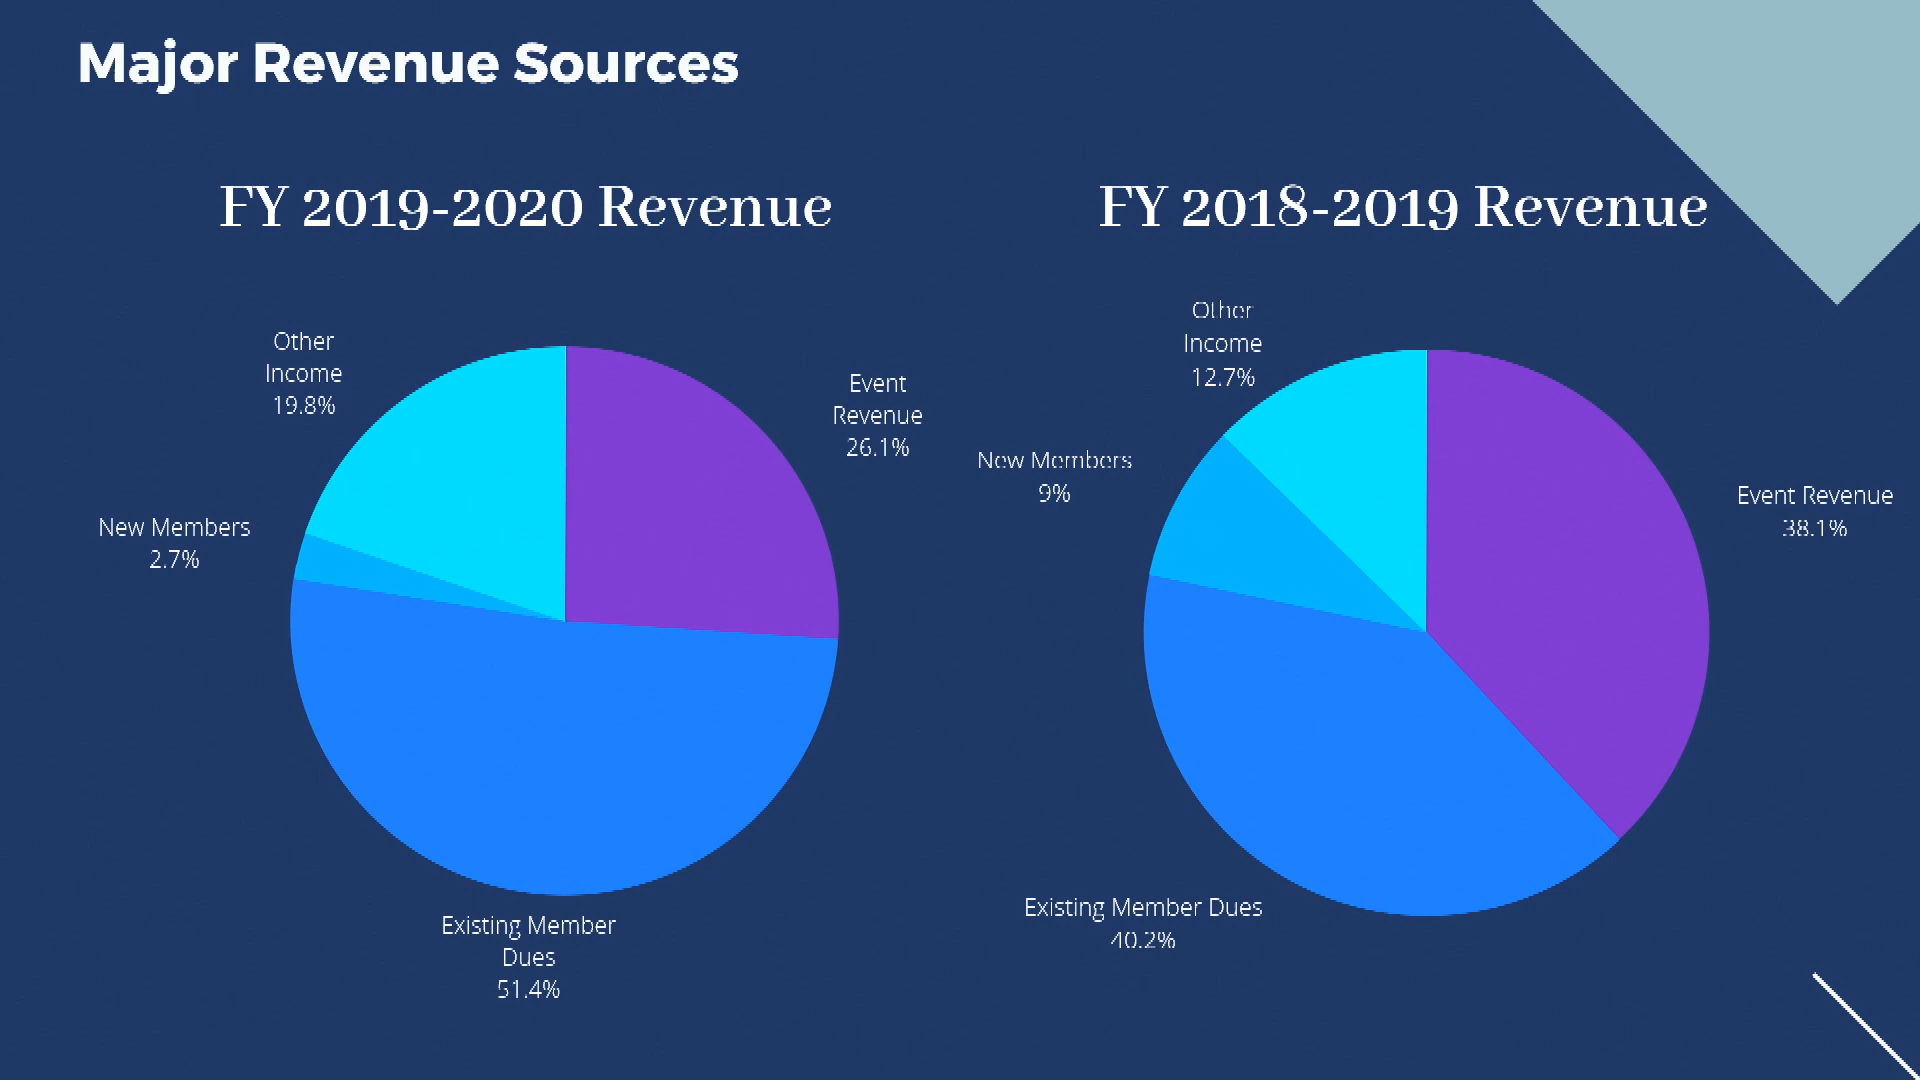 Major Revenue Sources
FY 2019-2020 Revenue
Other
Income
19.8%
Event
Revenue
26.1%
New Members
2.7%
Existing Member
Dues
51.4%
FY 2018-2019 Revenue
Other
Income
12.7%
New Members
9%
Event Revenue
38.1%
Existing Member Dues
40.2%